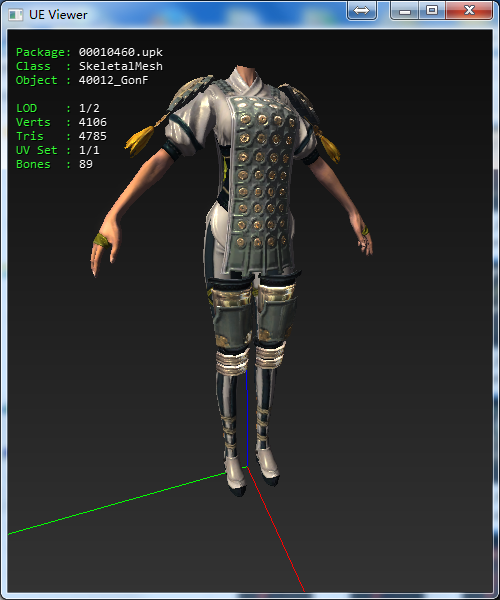 UE Viewer
Package: 00010460.upk
Class : SkeletalMesh
Object : 40012_GonF
LOD : 1/2
Verts : 4106
Tris : 4785
UV Set : 1/1
Bones : 89